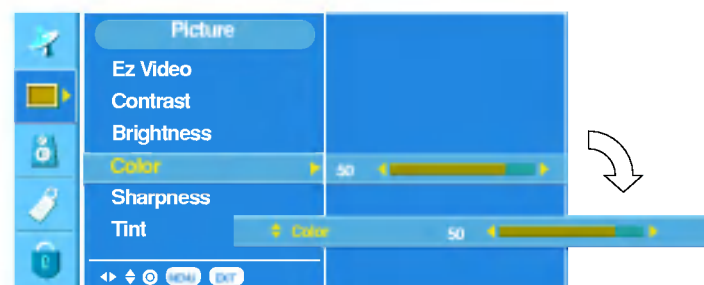 Picture
Ez Video
Contrast
Brightness
Color 50
Sharpness
Tint
Color 50
MENU EXIT